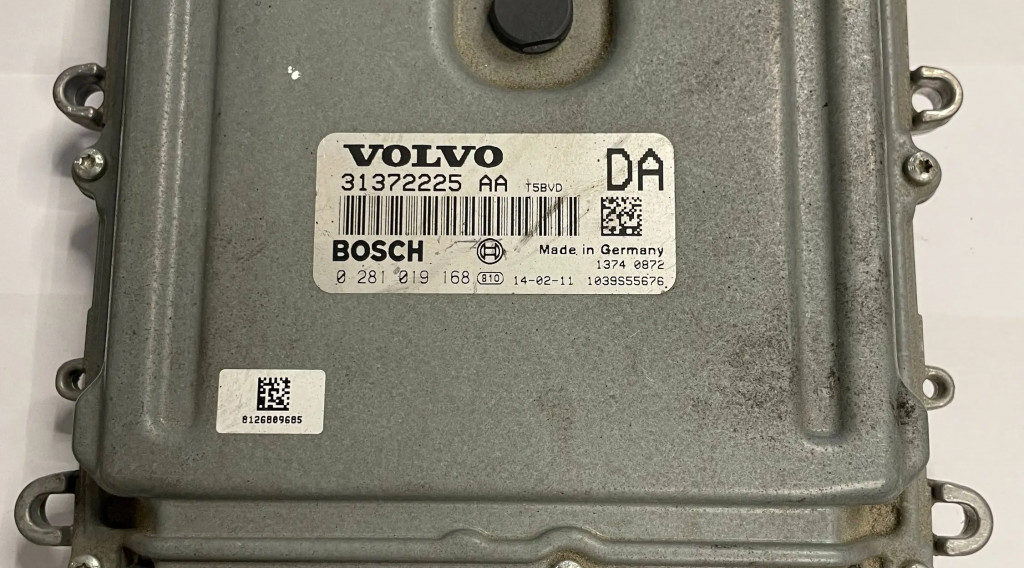 VOLVO
DA
31372225 AA T5BVD
BOSCH
Made in Germany
1374 0872
0 281 019 168 810 14-02-11 1039S55676
8126809685